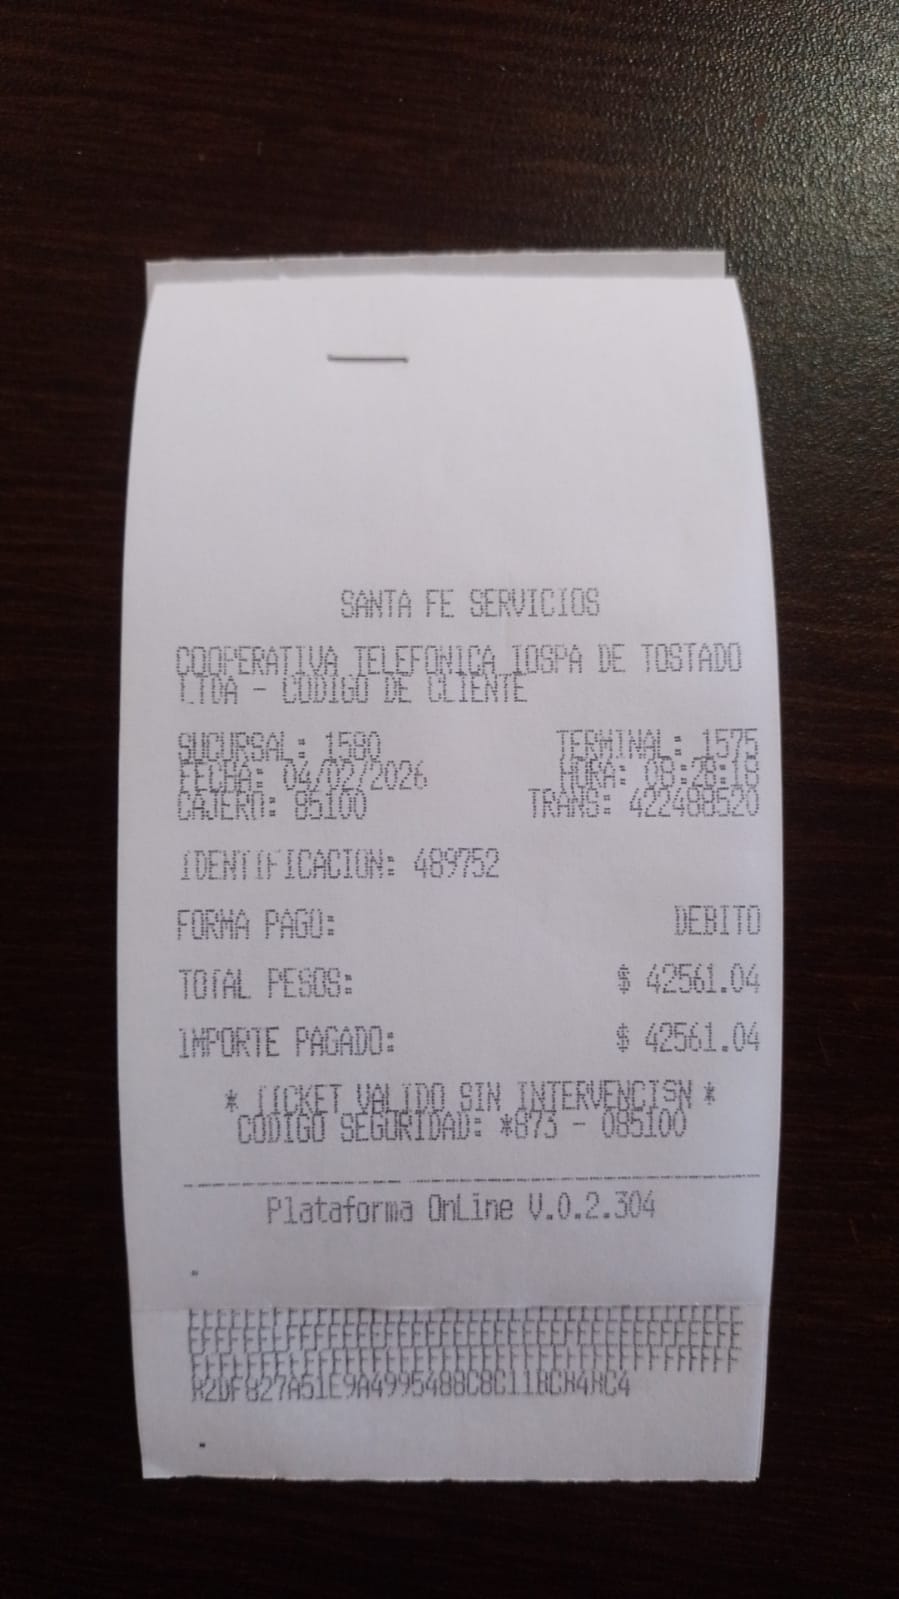 SANTA FE SERVICIOS
COOPERATIVA TELEFONICA IOSPA DE TOSTADO
LTDA - CODIGO DE CLIENTE
SUCURSAL: 1580 TERMINAL: 1575
FECHA: 04/02/2026 HORA: 08:28:18
CAJERO: 85100 TRANS: 422488520
IDENTIFICACION: 489752
FORMA PAGO: DEBITO
TOTAL PESOS: $ 42561.04
IMPORTE PAGADO: $ 42561.04
* TICKET VALIDO SIN INTERVENCISN *
CODIGO SEGURIDAD: *873 - 085100
Plataforma OnLine V.0.2.304